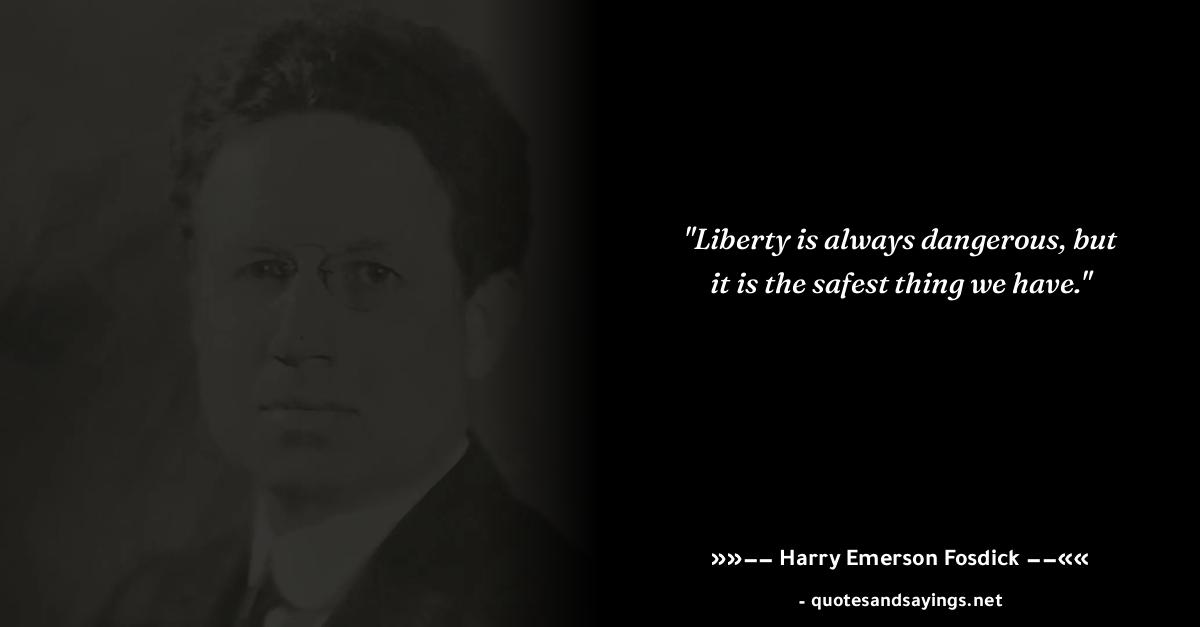 "Liberty is always dangerous, but
it is the safest thing we have."
»»−− Harry Emerson Fosdick −−««
- quotesandsayings.net